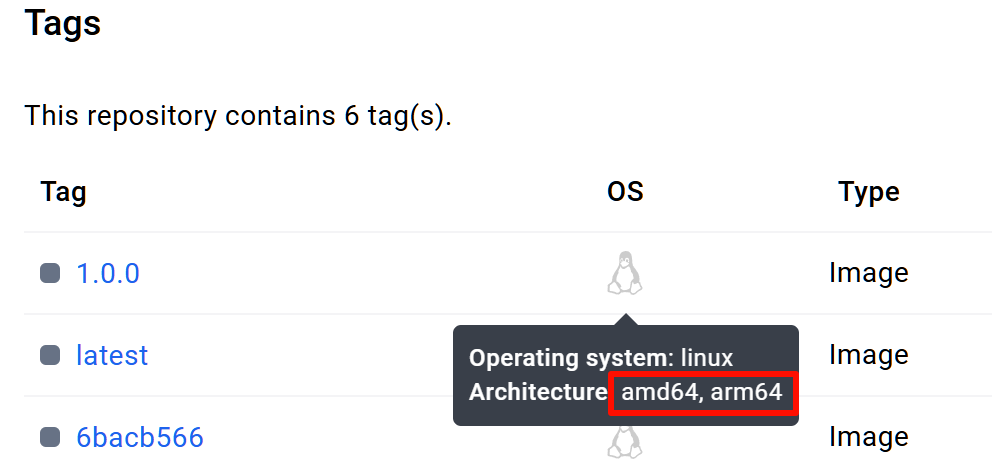 Tags
This repository contains 6 tag(s).
Tag OS Type
1.0.0 Image
latest Image
Operating system: linux
Architecture amd64, arm64
6bacb566 Image